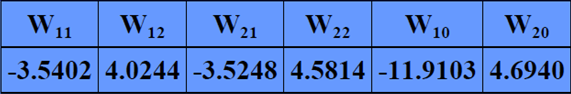 W₁₁ W₁₂ W₂₁ W₂₂ W₁₀ W₂₀
-3.5402 4.0244 -3.5248 4.5814 -11.9103 4.6940